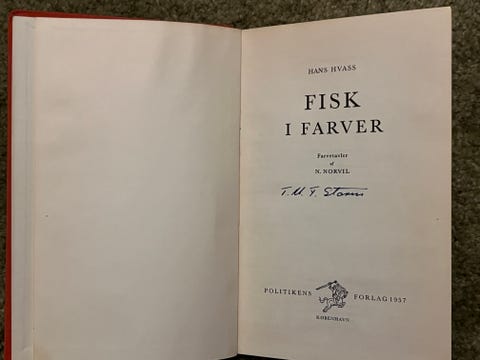 HANS HVASS
FISK
I FARVER
Farvetavler
af
N. NORVIL
POLITIKENS FORLAG 1957
KØBENHAVN